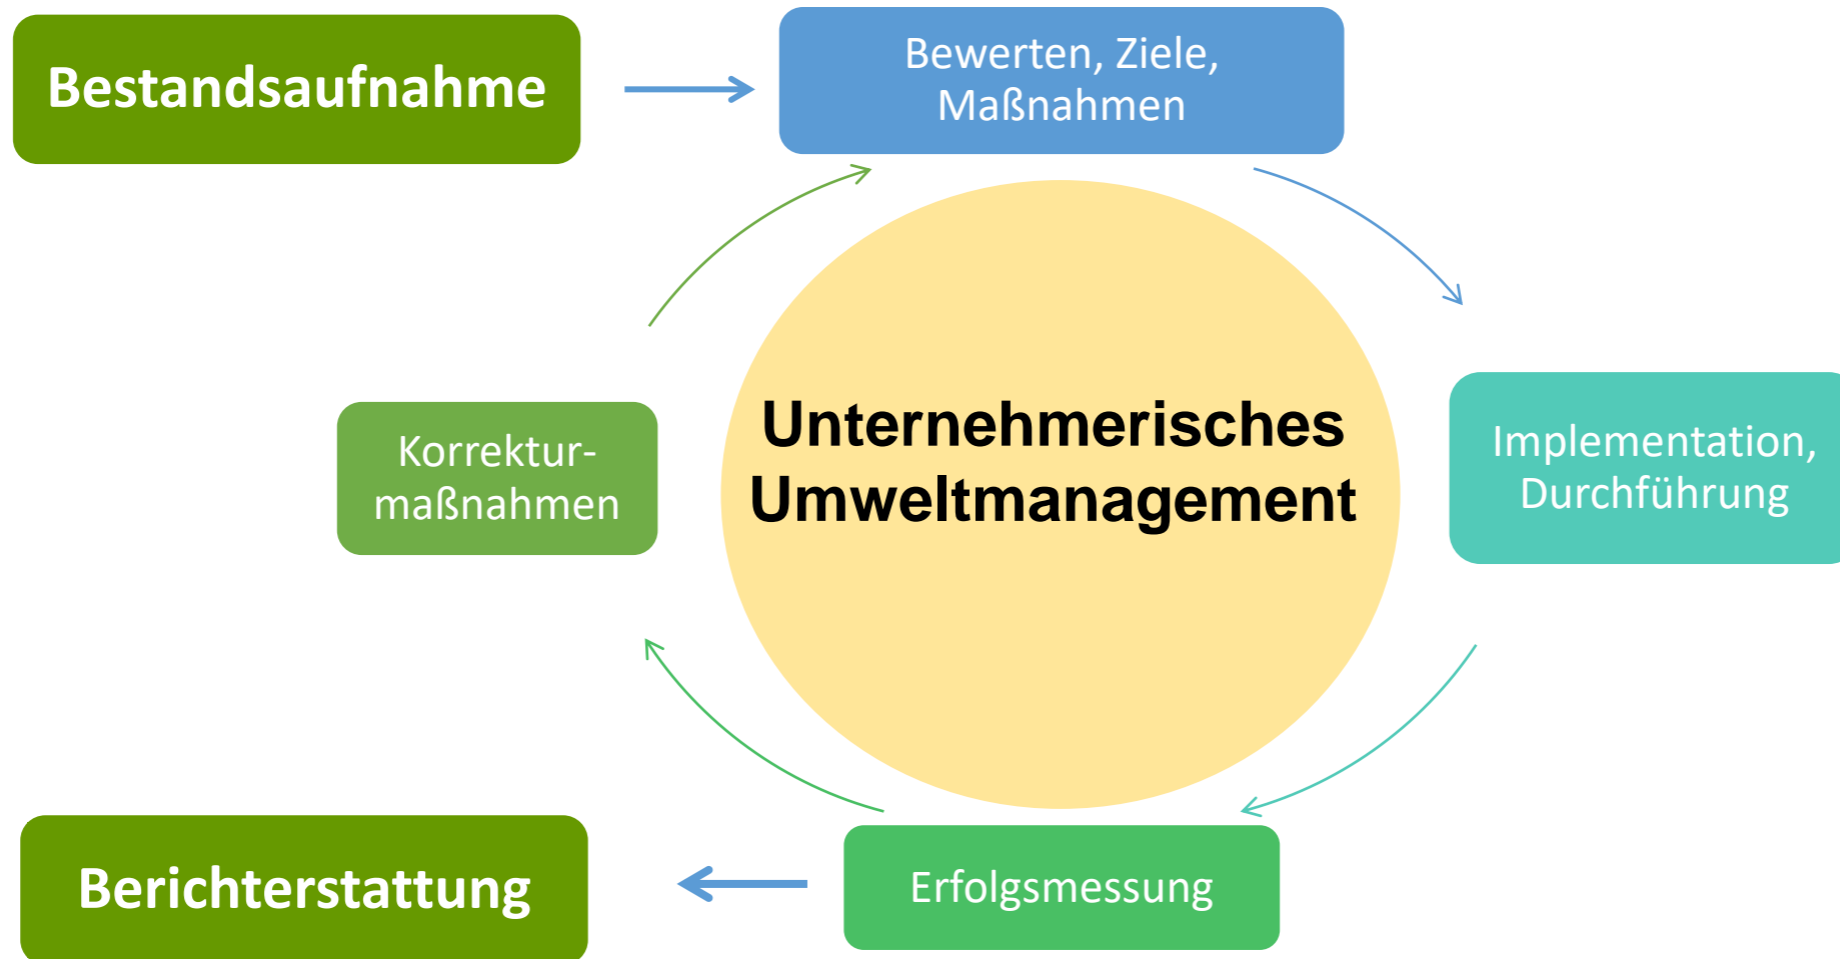 Bestandsaufnahme
Bewerten, Ziele,
Maßnahmen
Unternehmerisches
Umweltmanagement
Implementation,
Durchführung
Korrektur-
maßnahmen
Erfolgsmessung
Berichterstattung